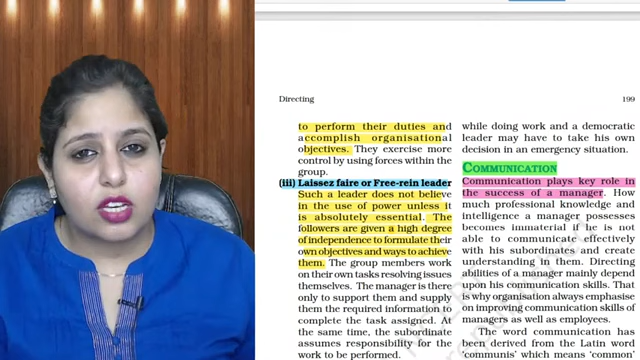 Directing
199
to perform their duties and
accomplish organisational
objectives. They exercise more
control by using forces within the
group.
(iii) Laissez faire or Free-rein leader
Such a leader does not believe
in the use of power unless it
is absolutely essential. The
followers are given a high degree
of independence to formulate their
own objectives and ways to achieve
them. The group members work
on their own tasks resolving issues
themselves. The manager is there
only to support them and supply
them the required information to
complete the task assigned. At
the same time, the subordinate
assumes responsibility for the
work to be performed.
while doing work and a democratic
leader may have to take his own
decision in an emergency situation.
COMMUNICATION
Communication plays key role in
the success of a manager. How
much professional knowledge and
intelligence a manager possesses
becomes immaterial if he is not
able to communicate effectively
with his subordinates and create
understanding in them. Directing
abilities of a manager mainly depend
upon his communication skills. That
is why organisation always emphasise
on improving communication skills of
managers as well as employees.
The word communication has
been derived from the Latin word
'communis' which means 'common'